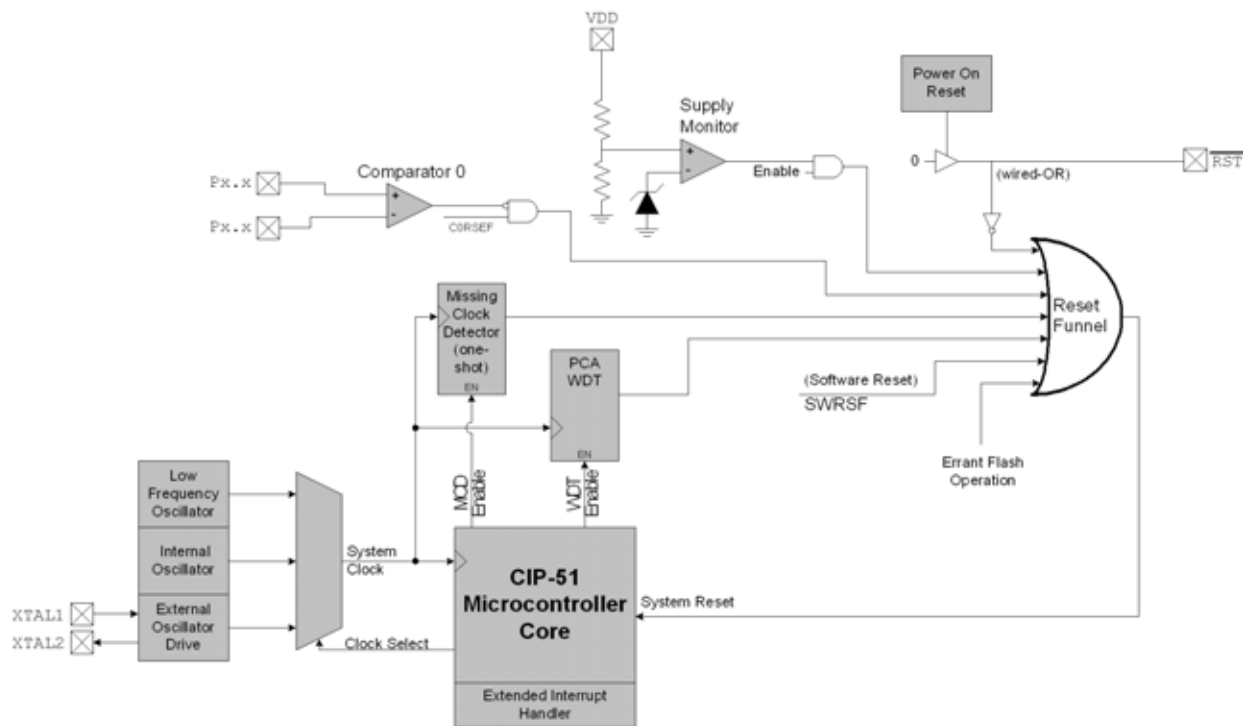 VDD
Power On
Reset
Supply
Monitor
+
-
Enable
0
RST
(wired-OR)
Px.x
Px.x
Comparator 0
+
-
C0RSEF
Missing
Clock
Detector
(one-
shot)
EN
PCA
WDT
EN
Reset
Funnel
(Software Reset)
SWRSF
Errant Flash
Operation
MCD
Enable
WDT
Enable
Low
Frequency
Oscillator
Internal
Oscillator
External
Oscillator
Drive
XTAL1
XTAL2
System
Clock
Clock Select
CIP-51
Microcontroller
Core
System Reset
Extended Interrupt
Handler